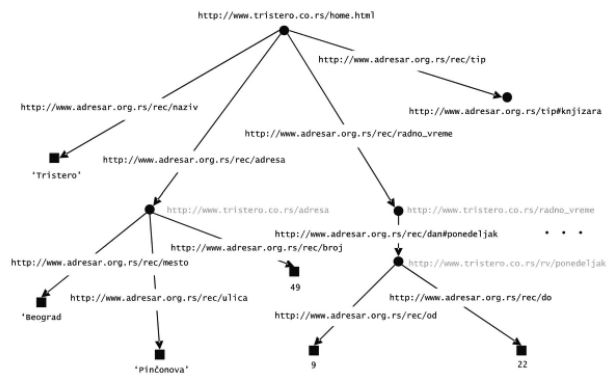 http://www.tristero.co.rs/home.html
http://www.adresar.org.rs/rec/tip
http://www.adresar.org.rs/rec/naziv
http://www.adresar.org.rs/tip#knjizara
http://www.adresar.org.rs/rec/radno_vreme
http://www.adresar.org.rs/rec/adresa
'Tristero'
http://www.tristero.co.rs/adresa
http://www.tristero.co.rs/radno_vreme
http://www.adresar.org.rs/rec/dan#ponedeljak
. . .
http://www.adresar.org.rs/rec/broj
http://www.adresar.org.rs/rec/mesto
http://www.tristero.co.rs/rv/ponedeljak
49
http://www.adresar.org.rs/rec/ulica
http://www.adresar.org.rs/rec/do
'Beograd
http://www.adresar.org.rs/rec/od
'Pinčonova'
9
22